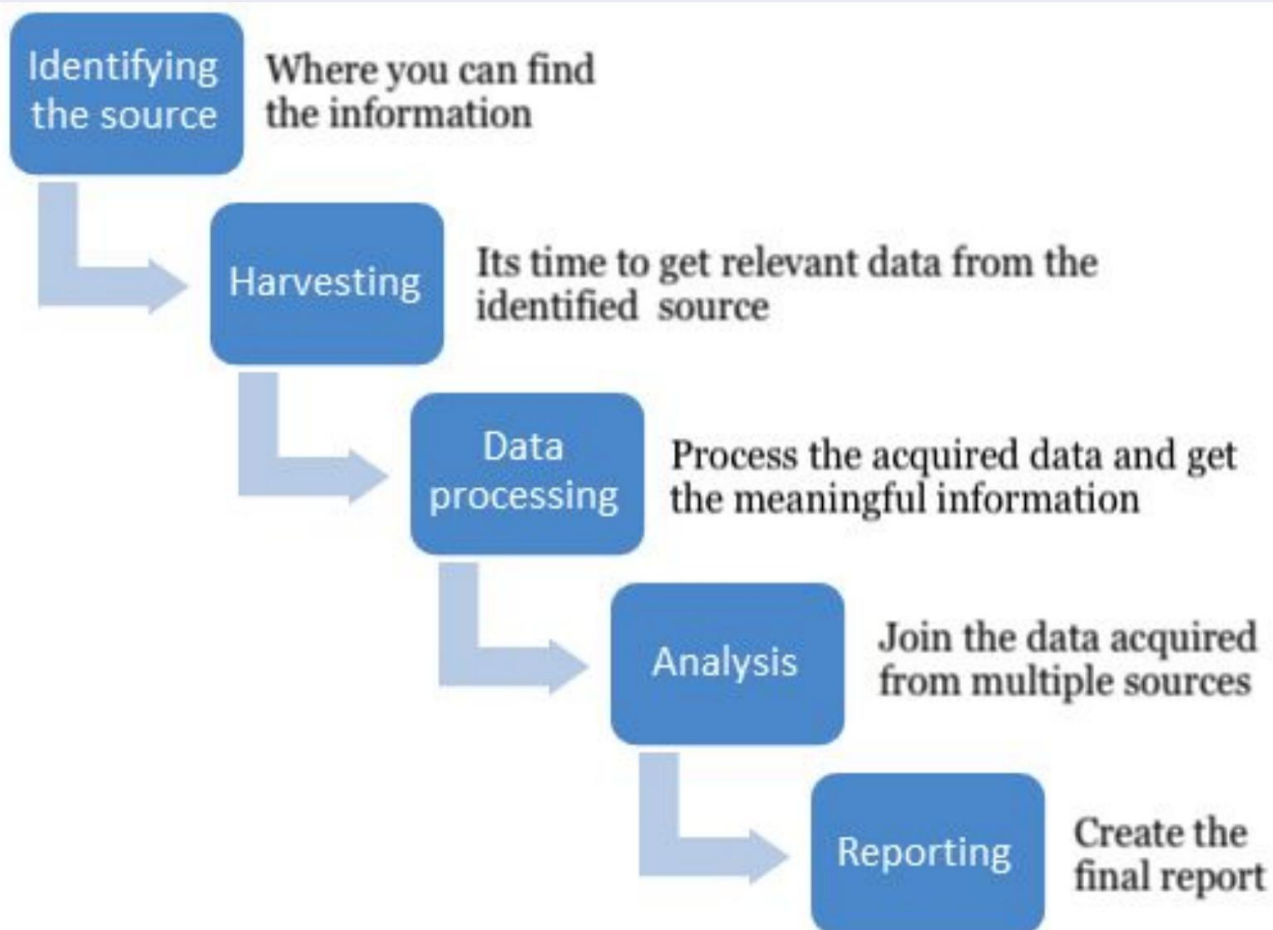 Identifying
the source
Where you can find
the information
Harvesting
Its time to get relevant data from the
identified source
Data
processing
Process the acquired data and get
the meaningful information
Analysis
Join the data acquired
from multiple sources
Reporting
Create the
final report